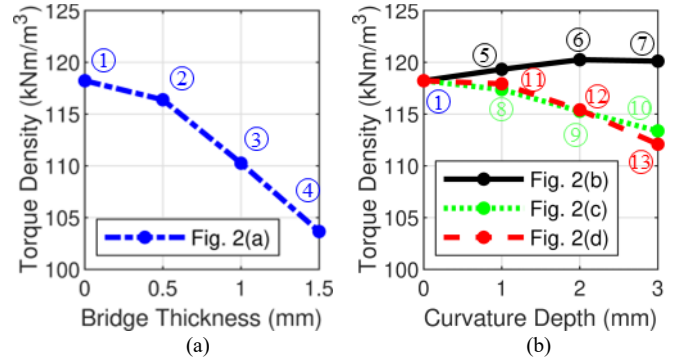 Torque Density (kNm/m³)
125
120
115
110
105
100
① ② ③ ④
Fig. 2(a)
0 0.5 1 1.5
Bridge Thickness (mm)
(a)
Torque Density (kNm/m³)
125
120
115
110
105
100
⑤ ⑥ ⑦
① ⑧ ⑪ ⑨ ⑫ ⑩ ⑬
Fig. 2(b)
Fig. 2(c)
Fig. 2(d)
0 1 2 3
Curvature Depth (mm)
(b)